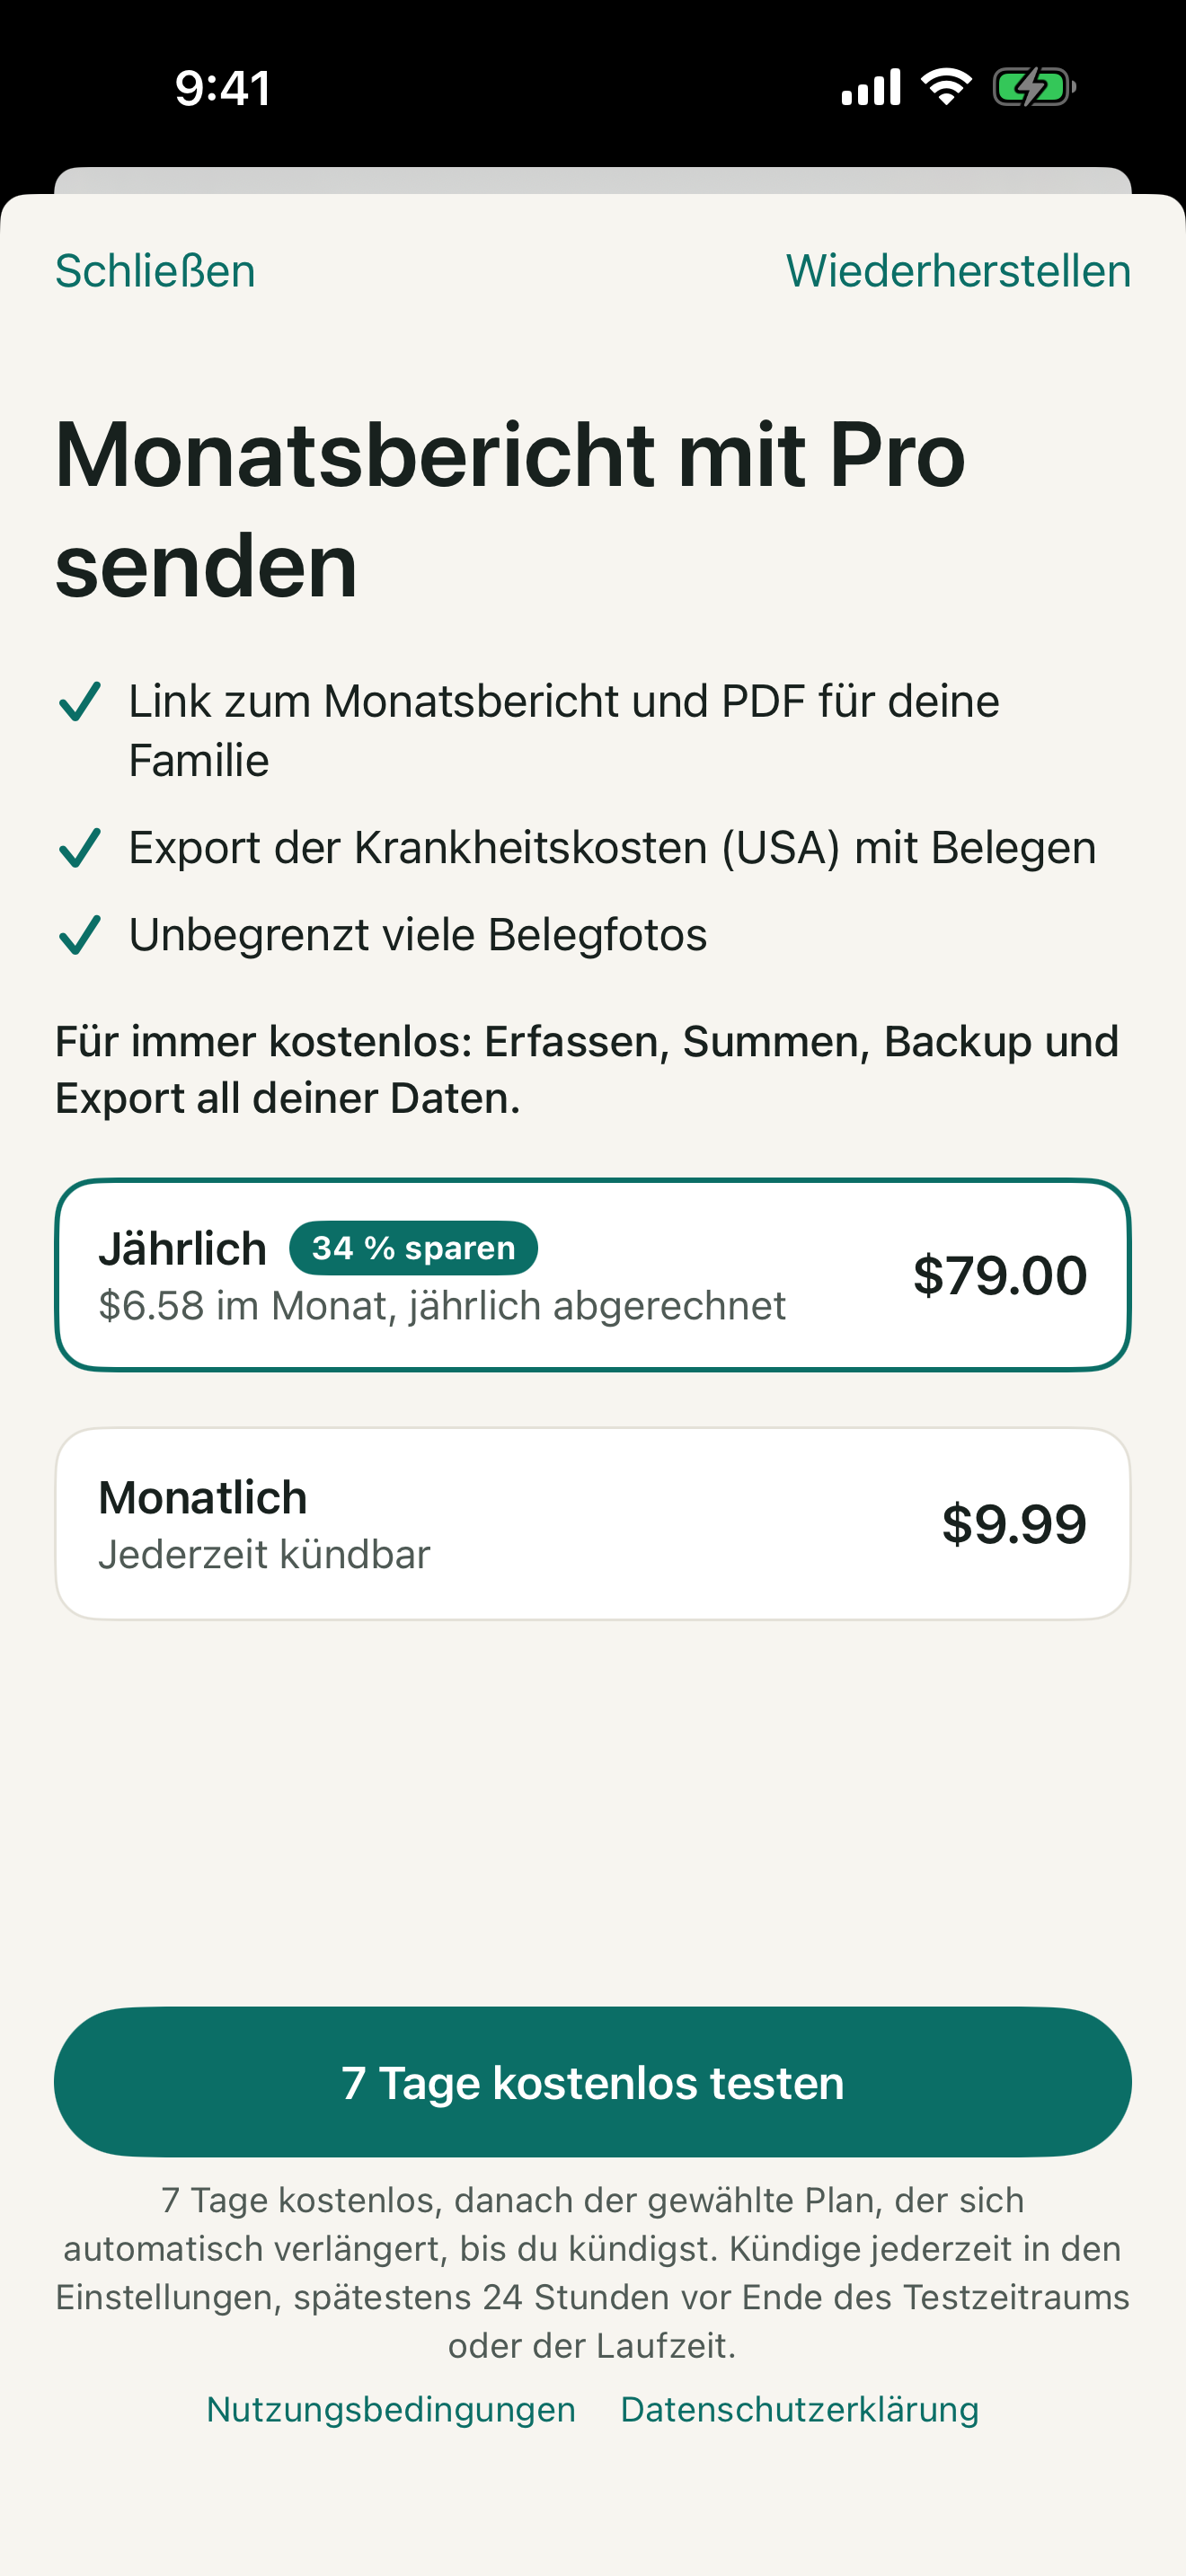 9:41
Schließen
Wiederherstellen
Monatsbericht mit Pro
senden
Link zum Monatsbericht und PDF für deine
Familie
Export der Krankheitskosten (USA) mit Belegen
Unbegrenzt viele Belegfotos
Für immer kostenlos: Erfassen, Summen, Backup und
Export all deiner Daten.
Jährlich 34 % sparen
$6.58 im Monat, jährlich abgerechnet
$79.00
Monatlich
Jederzeit kündbar
$9.99
7 Tage kostenlos testen
7 Tage kostenlos, danach der gewählte Plan, der sich
automatisch verlängert, bis du kündigst. Kündige jederzeit in den
Einstellungen, spätestens 24 Stunden vor Ende des Testzeitraums
oder der Laufzeit.
Nutzungsbedingungen Datenschutzerklärung